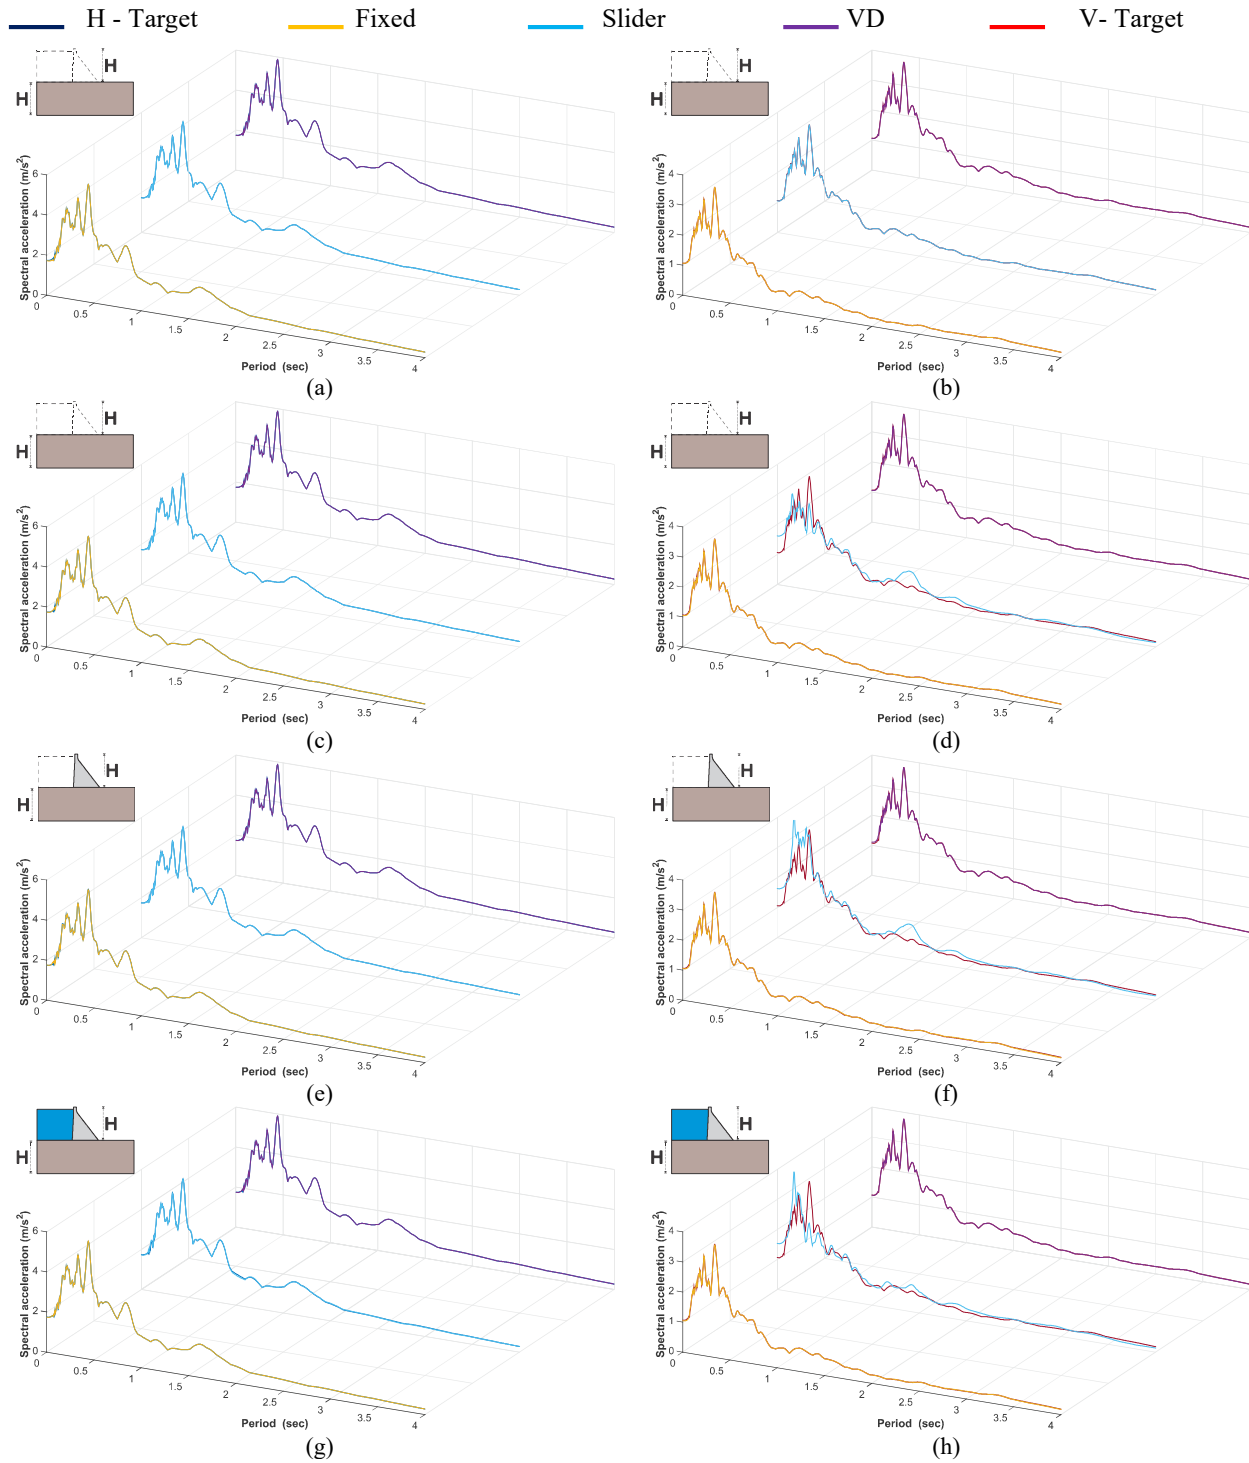 H - Target Fixed Slider VD V- Target
H
H
Spectral acceleration (m/s²)
6
4
2
0
0 0.5 1 1.5 2 2.5 3 3.5 4
Period (sec)
(a)
H
H
Spectral acceleration (m/s²)
4
3
2
1
0
0 0.5 1 1.5 2 2.5 3 3.5 4
Period (sec)
(b)
H
H
Spectral acceleration (m/s²)
6
4
2
0
0 0.5 1 1.5 2 2.5 3 3.5 4
Period (sec)
(c)
H
H
Spectral acceleration (m/s²)
4
3
2
1
0
0 0.5 1 1.5 2 2.5 3 3.5 4
Period (sec)
(d)
H
H
Spectral acceleration (m/s²)
6
4
2
0
0 0.5 1 1.5 2 2.5 3 3.5 4
Period (sec)
(e)
H
H
Spectral acceleration (m/s²)
4
3
2
1
0
0 0.5 1 1.5 2 2.5 3 3.5 4
Period (sec)
(f)
H
H
Spectral acceleration (m/s²)
6
4
2
0
0 0.5 1 1.5 2 2.5 3 3.5 4
Period (sec)
(g)
H
H
Spectral acceleration (m/s²)
4
3
2
1
0
0 0.5 1 1.5 2 2.5 3 3.5 4
Period (sec)
(h)